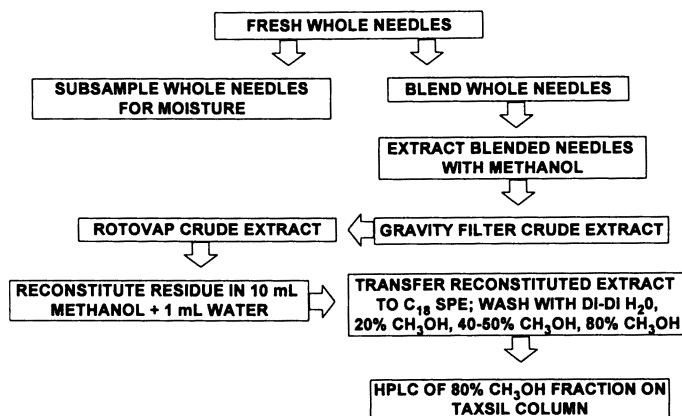 FRESH WHOLE NEEDLES
SUBSAMPLE WHOLE NEEDLES
FOR MOISTURE
BLEND WHOLE NEEDLES
EXTRACT BLENDED NEEDLES
WITH METHANOL
GRAVITY FILTER CRUDE EXTRACT
ROTOVAP CRUDE EXTRACT
RECONSTITUTE RESIDUE IN 10 mL
METHANOL + 1 mL WATER
TRANSFER RECONSTITUTED EXTRACT
TO C₁₈ SPE; WASH WITH DI-DI H₂0,
20% CH₃OH, 40-50% CH₃OH, 80% CH₃OH
HPLC OF 80% CH₃OH FRACTION ON
TAXSIL COLUMN